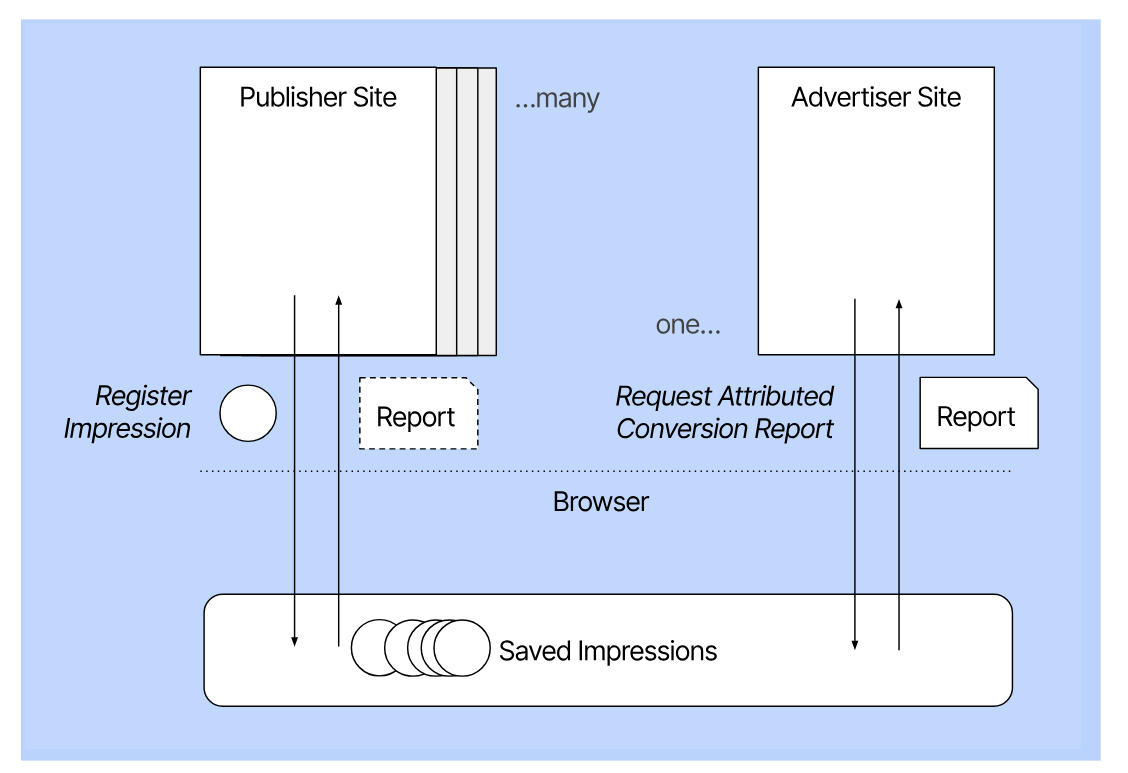 Publisher Site
...many
Advertiser Site
one...
Register
Impression
Report
Request Attributed
Conversion Report
Report
Browser
Saved Impressions